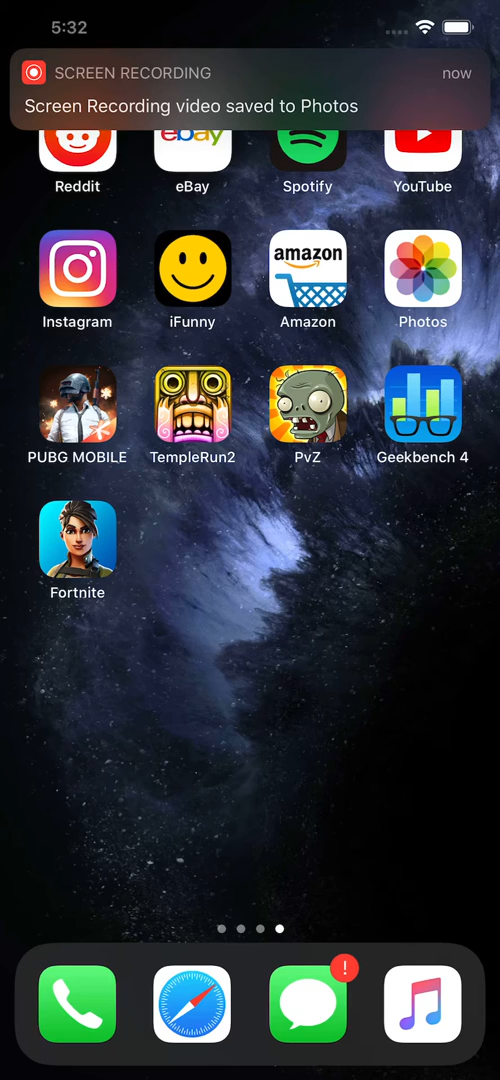 5:32
SCREEN RECORDING now
Screen Recording video saved to Photos
ebay
Reddit eBay Spotify YouTube
amazon
Instagram iFunny Amazon Photos
PUBG MOBILE TempleRun2 PvZ Geekbench 4
Fortnite
!